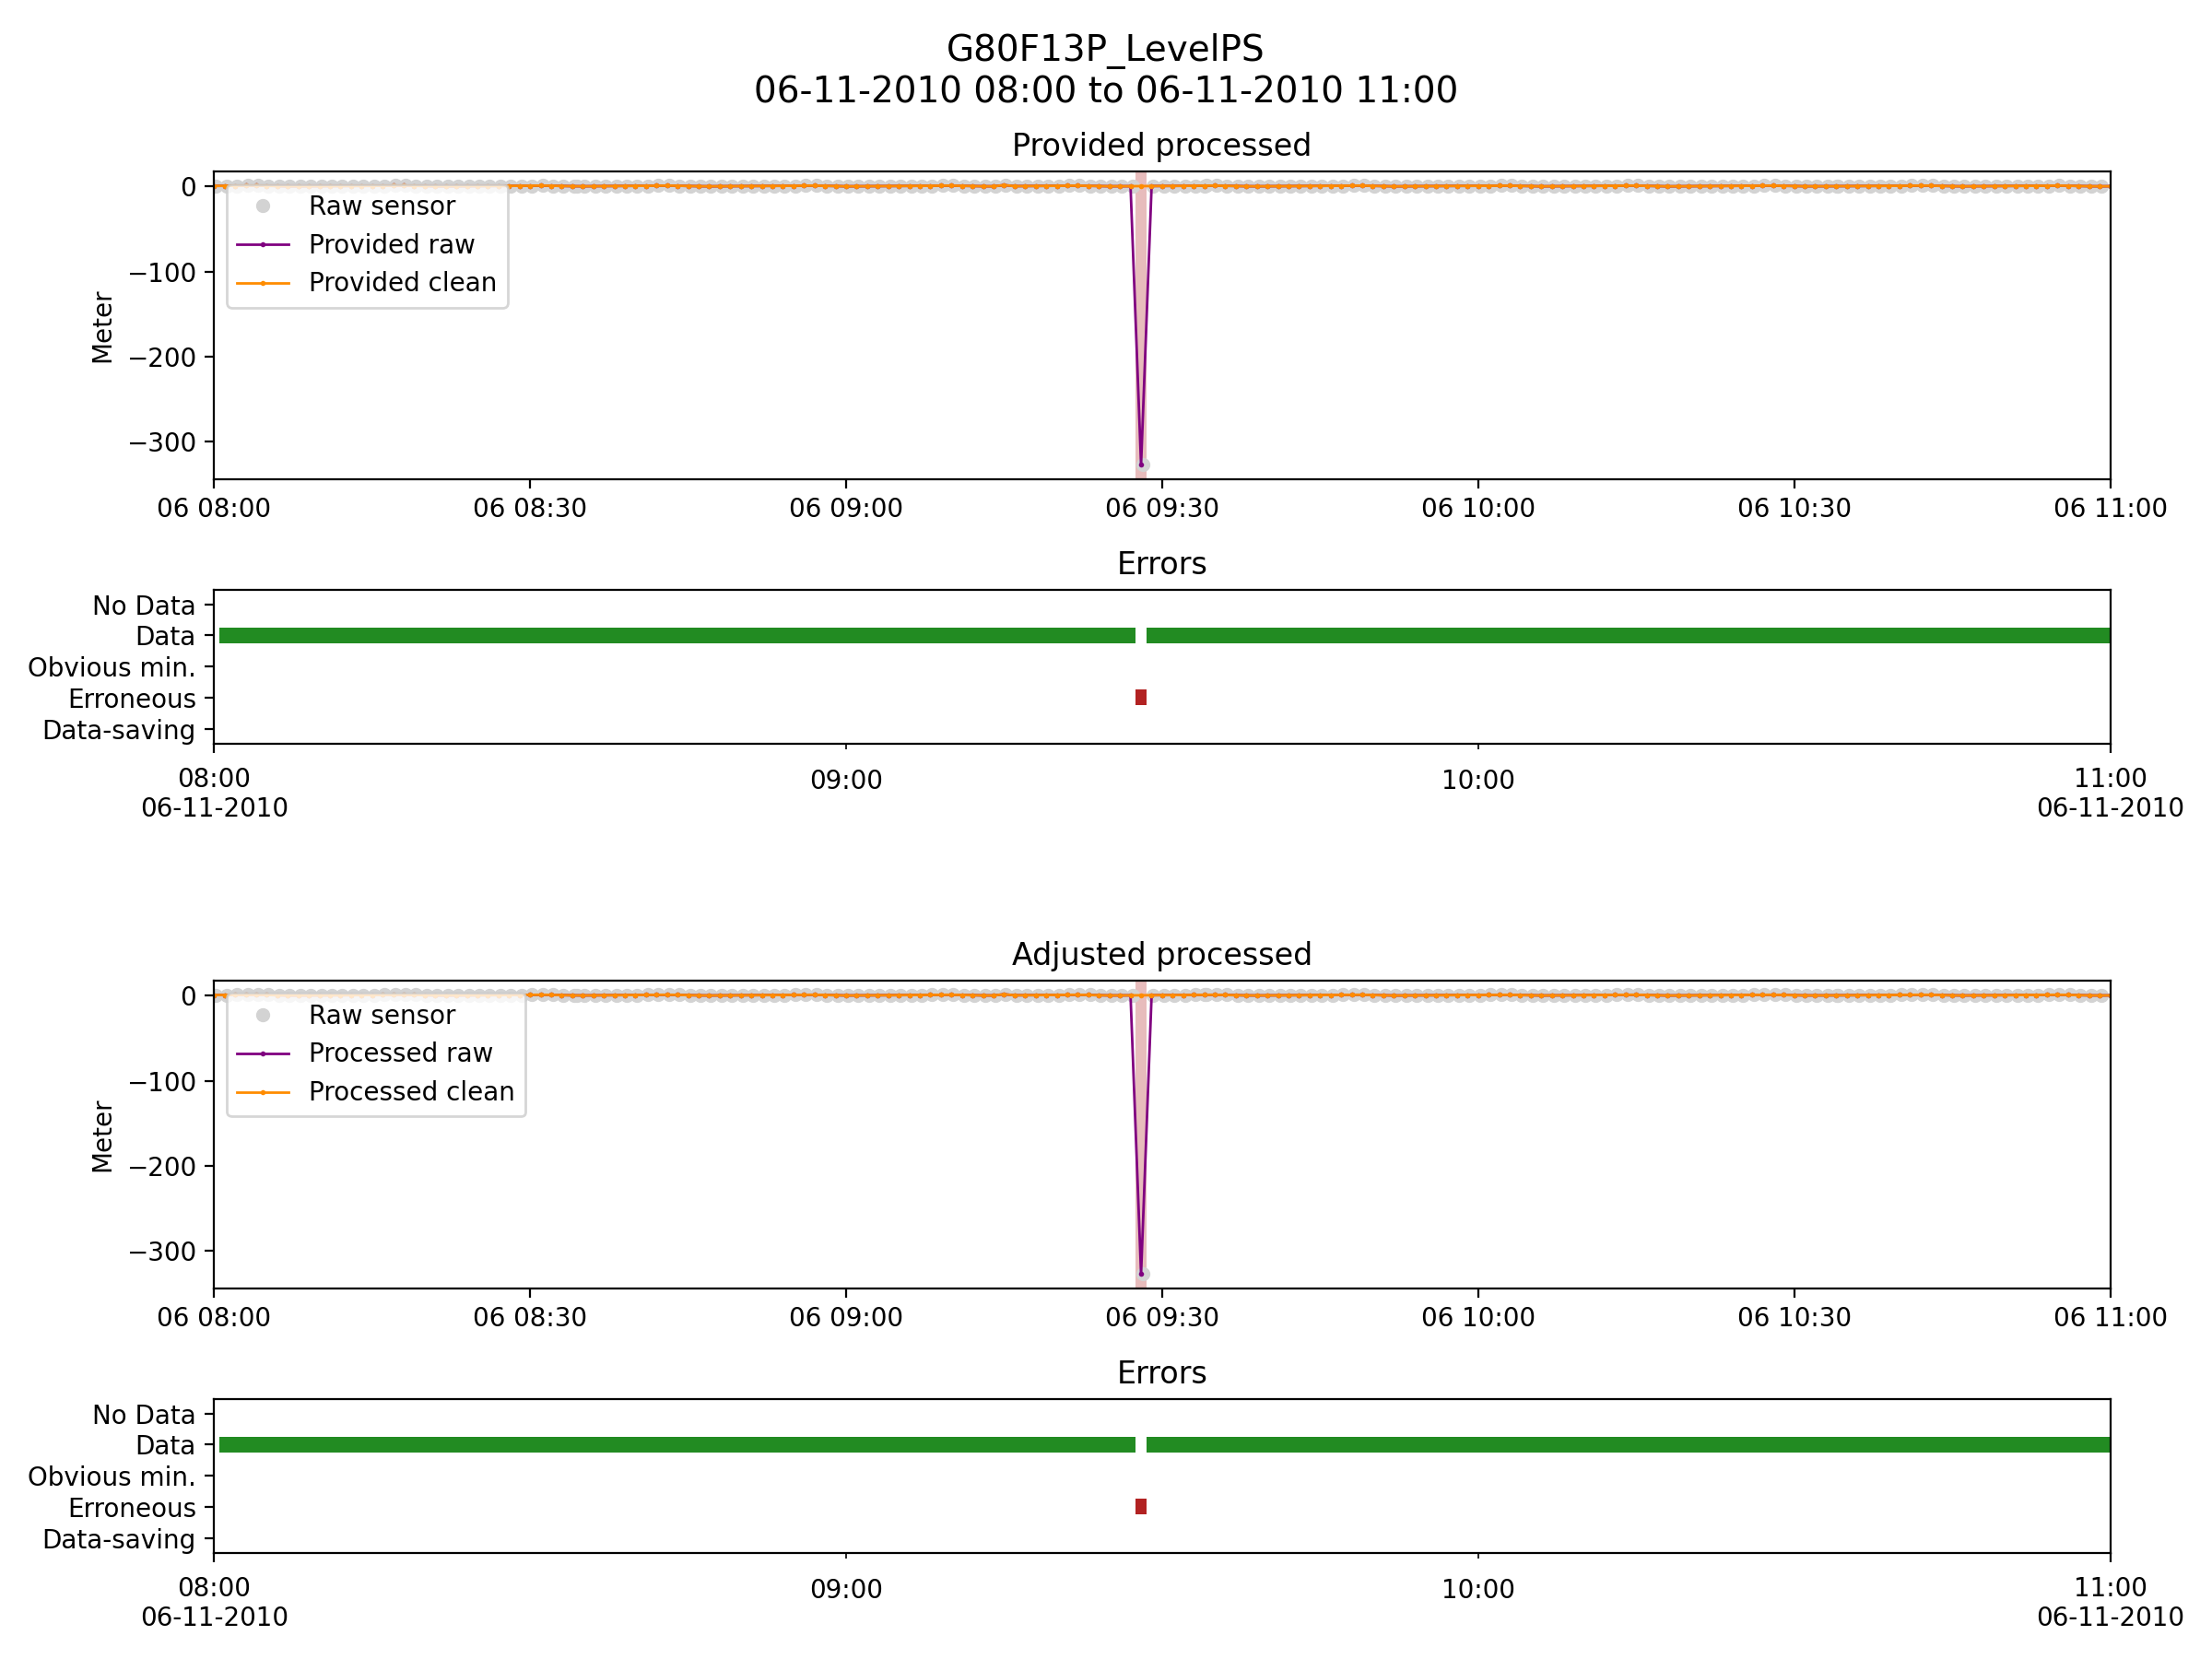 G80F13P_LevelPS
06-11-2010 08:00 to 06-11-2010 11:00
Provided processed
Meter
0
−100
−200
−300
Raw sensor
Provided raw
Provided clean
06 08:00 06 08:30 06 09:00 06 09:30 06 10:00 06 10:30 06 11:00
Errors
No Data
Data
Obvious min.
Erroneous
Data-saving
08:00 09:00 10:00 11:00
06-11-2010 06-11-2010
Adjusted processed
Meter
0
−100
−200
−300
Raw sensor
Processed raw
Processed clean
06 08:00 06 08:30 06 09:00 06 09:30 06 10:00 06 10:30 06 11:00
Errors
No Data
Data
Obvious min.
Erroneous
Data-saving
08:00 09:00 10:00 11:00
06-11-2010 06-11-2010